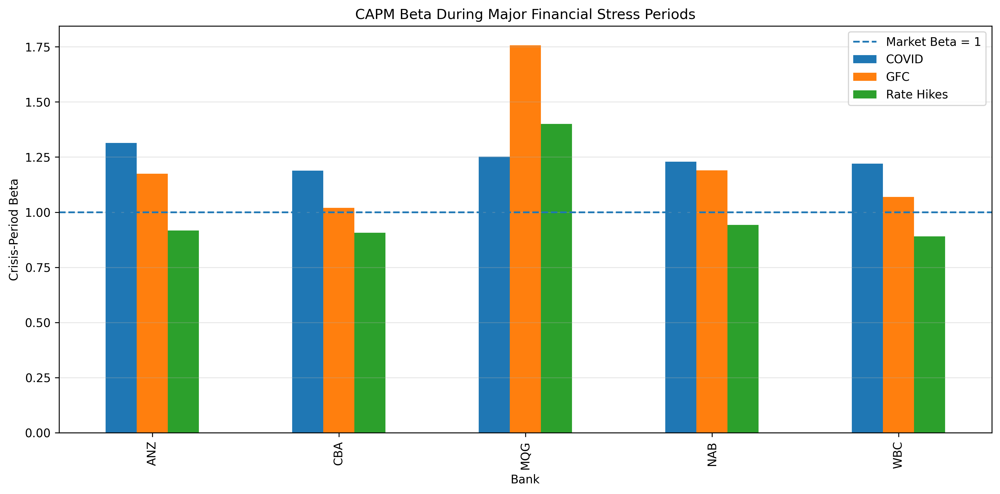 CAPM Beta During Major Financial Stress Periods
Market Beta = 1
COVID
GFC
Rate Hikes
Crisis-Period Beta
1.75
1.50
1.25
1.00
0.75
0.50
0.25
0.00
ANZ
CBA
MQG
NAB
WBC
Bank